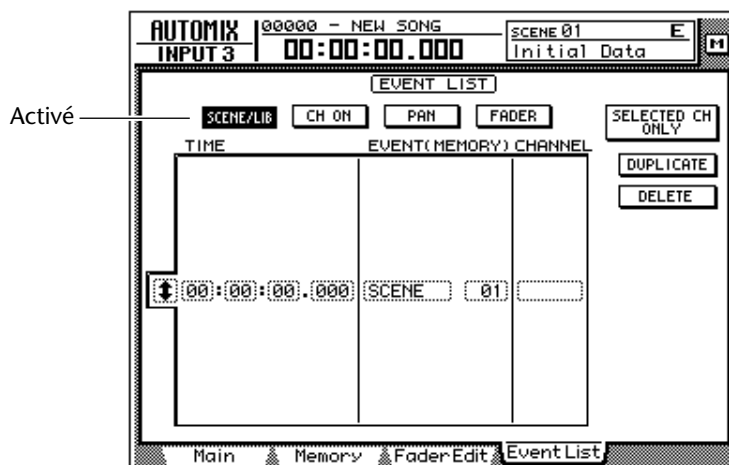 AUTOMIX
INPUT 3
00000 - NEW SONG
00:00:00.000
SCENE 01 E
Initial Data
M
EVENT LIST
Activé
SCENE/LIB CH ON PAN FADER
SELECTED CH
ONLY
DUPLICATE
DELETE
TIME EVENT(MEMORY) CHANNEL
00:00:00.000 SCENE 01
Main Memory Fader Edit Event List